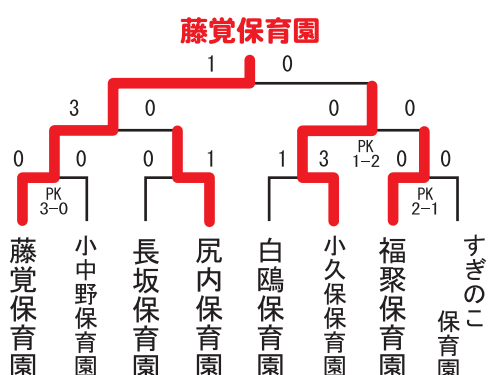 藤覚保育園
1 0
3 0 0 0
0 0 0 1 1 3 0 0
PK
1−2
PK
3−0
PK
2−1
藤覚保育園
小中野保育園
長坂保育園
尻内保育園
白鴎保育園
小久保保育園
福聚保育園
すぎのこ
保育園